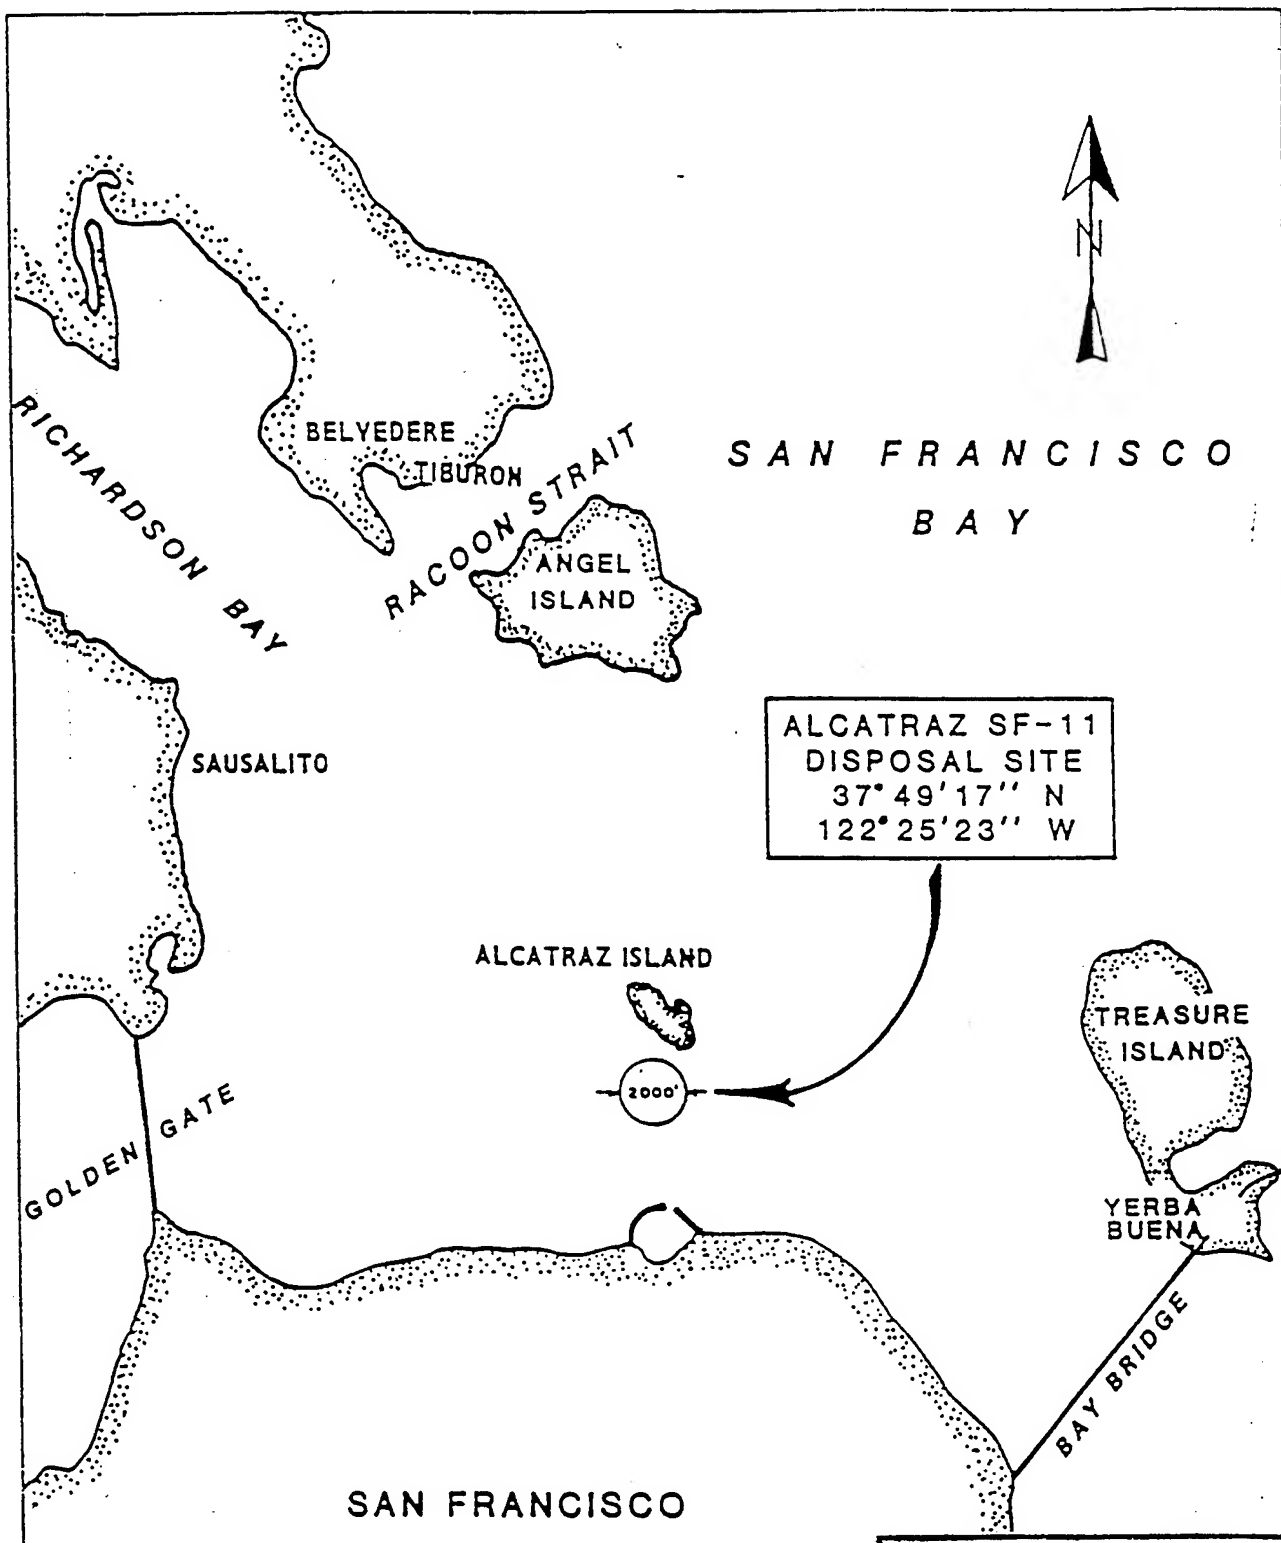 N
BELVEDERE
TIBURON
RICHARDSON BAY
RACOON STRAIT
SAN FRANCISCO
BAY
ANGEL
ISLAND
SAUSALITO
ALCATRAZ SF-11
DISPOSAL SITE
37°49'17'' N
122°25'23'' W
ALCATRAZ ISLAND
2000'
TREASURE
ISLAND
GOLDEN GATE
YERBA
BUENA
BAY BRIDGE
SAN FRANCISCO